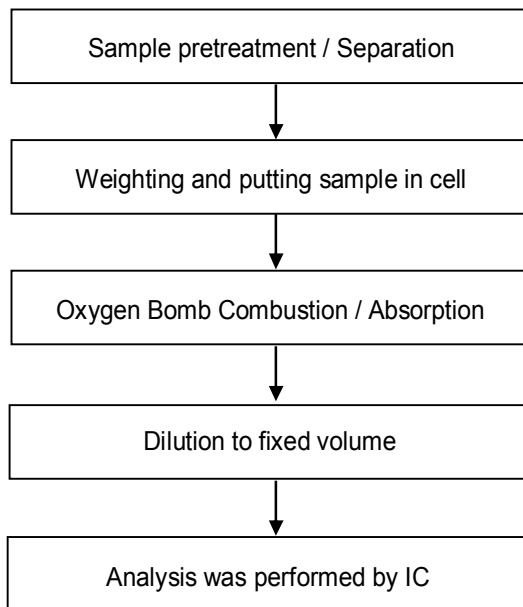 Sample pretreatment / Separation
Weighting and putting sample in cell
Oxygen Bomb Combustion / Absorption
Dilution to fixed volume
Analysis was performed by IC